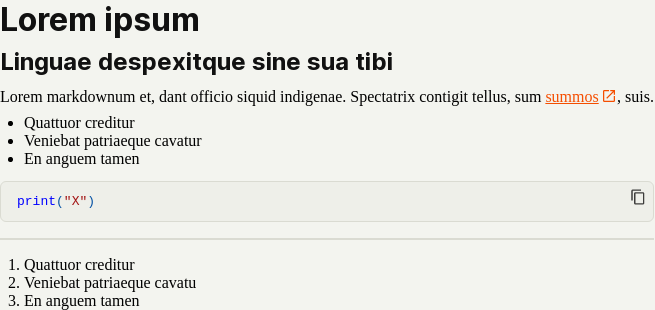 Lorem ipsum
Linguae despexitque sine sua tibi
Lorem markdownum et, dant officio siquid indigenae. Spectatrix contigit tellus, sum summos, suis.
• Quattuor creditur
• Veniebat patriaeque cavatur
• En anguem tamen
print("X")
1. Quattuor creditur
2. Veniebat patriaeque cavatu
3. En anguem tamen